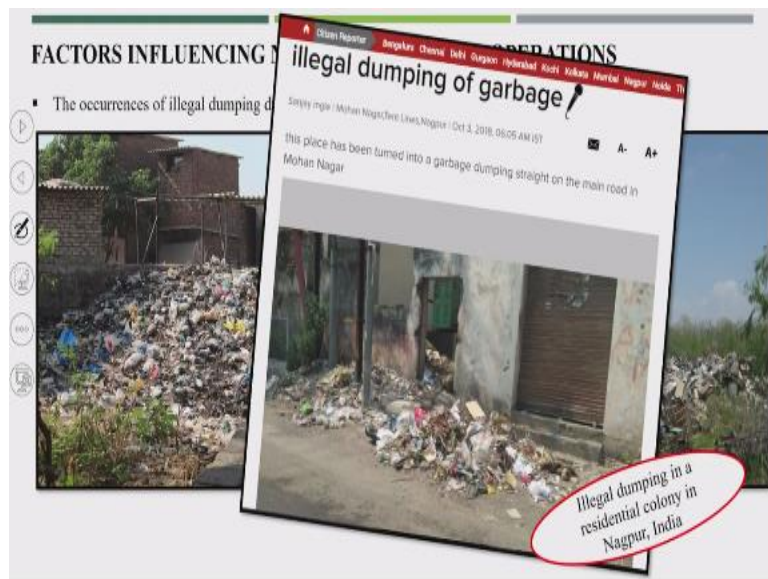 FACTORS INFLUENCING
OPERATIONS
▪ The occurrences of illegal dumping
Citizen Reporter Bengaluru Chennai Delhi Gurgaon Hyderabad Kochi Kolkata Mumbai Nagpur Noida
illegal dumping of garbage
Nagpur | Oct 3, 2018, 06:05 AM IST
A- A+
this place has been turned into a garbage dumping straight on the main road in
Mohan Nagar
Illegal dumping in a
residential colony in
Nagpur, India